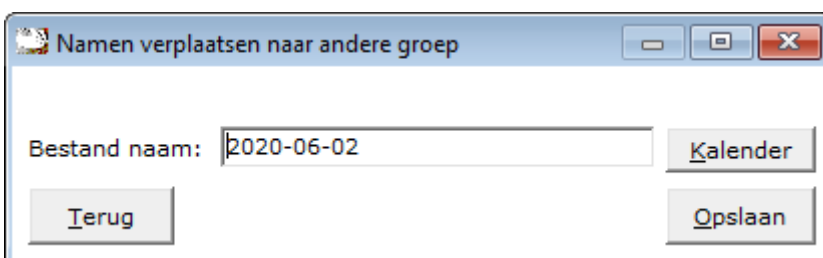 Namen verplaatsen naar andere groep
Bestand naam: 2020-06-02 Kalender
Terug Opslaan